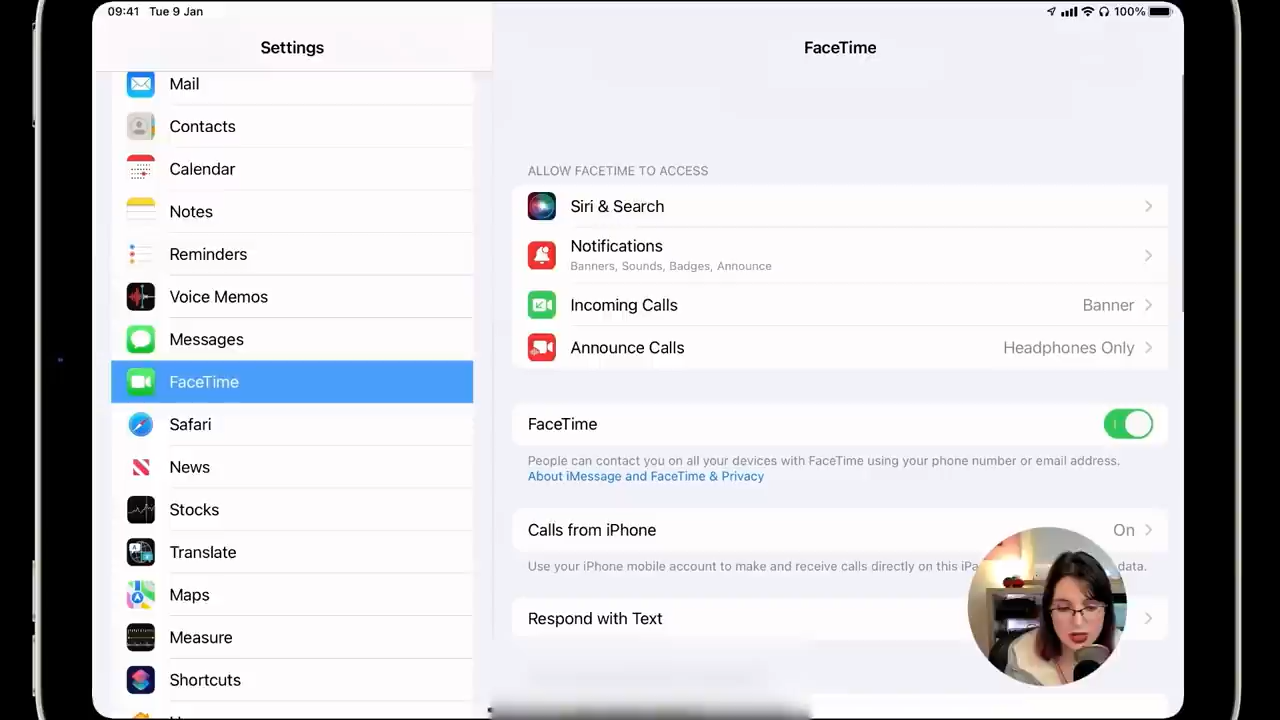 09:41 Tue 9 Jan
100%
Settings
FaceTime
Mail
Contacts
Calendar
Notes
Reminders
Voice Memos
Messages
FaceTime
Safari
News
Stocks
Translate
Maps
Measure
Shortcuts
ALLOW FACETIME TO ACCESS
Siri & Search
Notifications
Banners, Sounds, Badges, Announce
Incoming Calls Banner
Announce Calls Headphones Only
FaceTime
People can contact you on all your devices with FaceTime using your phone number or email address.
About iMessage and FaceTime & Privacy
Calls from iPhone On
Use your iPhone mobile account to make and receive calls directly on this data.
Respond with Text